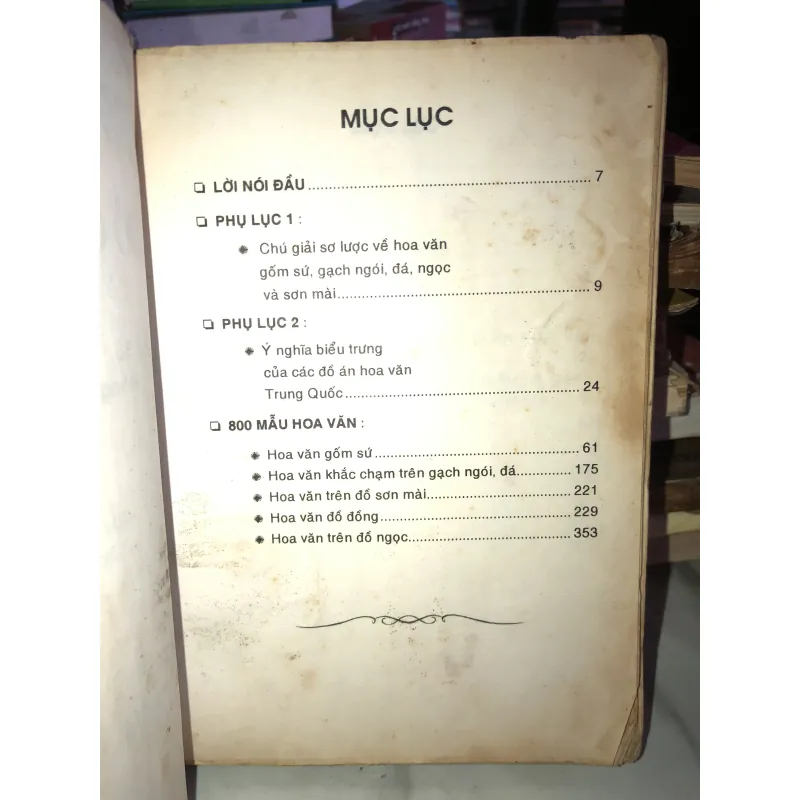 MỤC LỤC
❏ LỜI NÓI ĐẦU ........ 7
❏ PHỤ LỤC 1 :
◈ Chú giải sơ lược về hoa văn
gốm sứ, gạch ngói, đá, ngọc
và sơn mài ........ 9
❏ PHỤ LỤC 2 :
◈ Ý nghĩa biểu trưng
của các đồ án hoa văn
Trung Quốc ........ 24
❏ 800 MẪU HOA VĂN :
◈ Hoa văn gốm sứ ........ 61
◈ Hoa văn khắc chạm trên gạch ngói, đá ........ 175
◈ Hoa văn trên đồ sơn mài ........ 221
◈ Hoa văn đồ đồng ........ 229
◈ Hoa văn trên đồ ngọc ........ 353